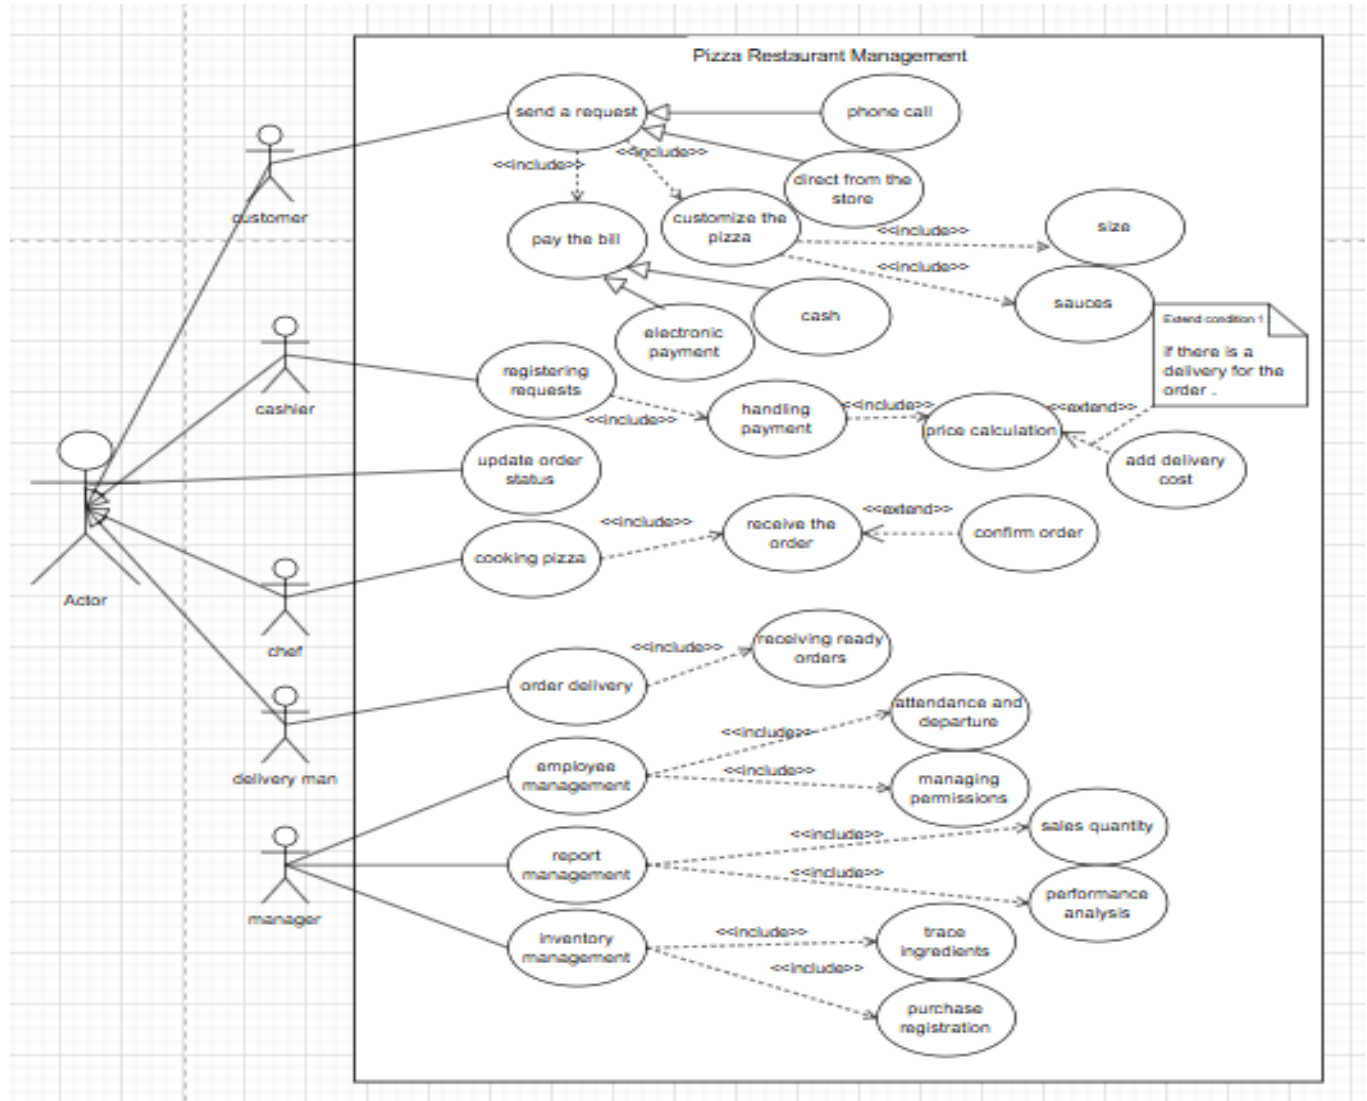 Pizza Restaurant Management
send a request
phone call
<<include>>
<<include>>
direct from the
store
customer
customize the
pizza
pay the bill
size
<<include>>
<<include>>
sauces
cash
electronic
payment
Extend condition 1
If there is a
delivery for the
order .
registering
requests
cashier
<<include>>
handling
payment
<<include>>
price calculation
<<extend>>
add delivery
cost
update order
status
Actor
cooking pizza
<<include>>
receive the
order
<<extend>>
confirm order
chef
order delivery
<<include>>
receiving ready
orders
delivery man
employee
management
<<include>>
attendance and
departure
<<include>>
managing
permissions
manager
report
management
<<include>>
sales quantity
<<include>>
performance
analysis
inventory
management
<<include>>
trace
ingredients
<<include>>
purchase
registration